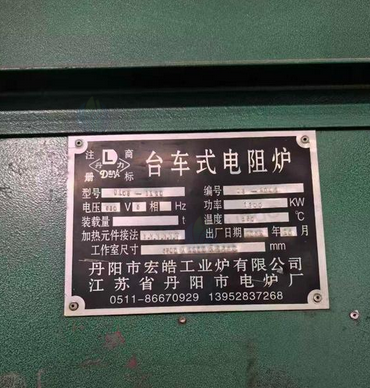 注册 商标
丹力
L
台车式电阻炉
型号 编号
电压 V 相 Hz 功率 KW
装载量 t 温度 ℃
加热元件接法 出厂日期 年 月
工作室尺寸 mm
丹阳市宏皓工业炉有限公司
江苏省丹阳市电炉厂
0511-86670929 13952837268